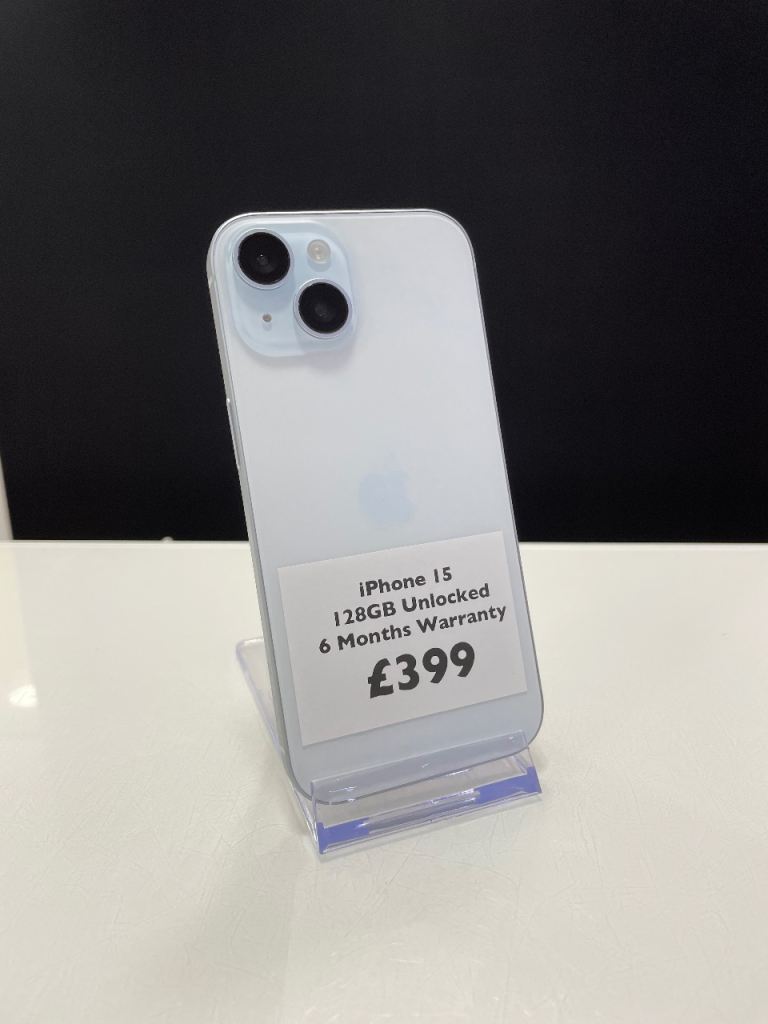 iPhone 15
128GB Unlocked
6 Months Warranty
£399